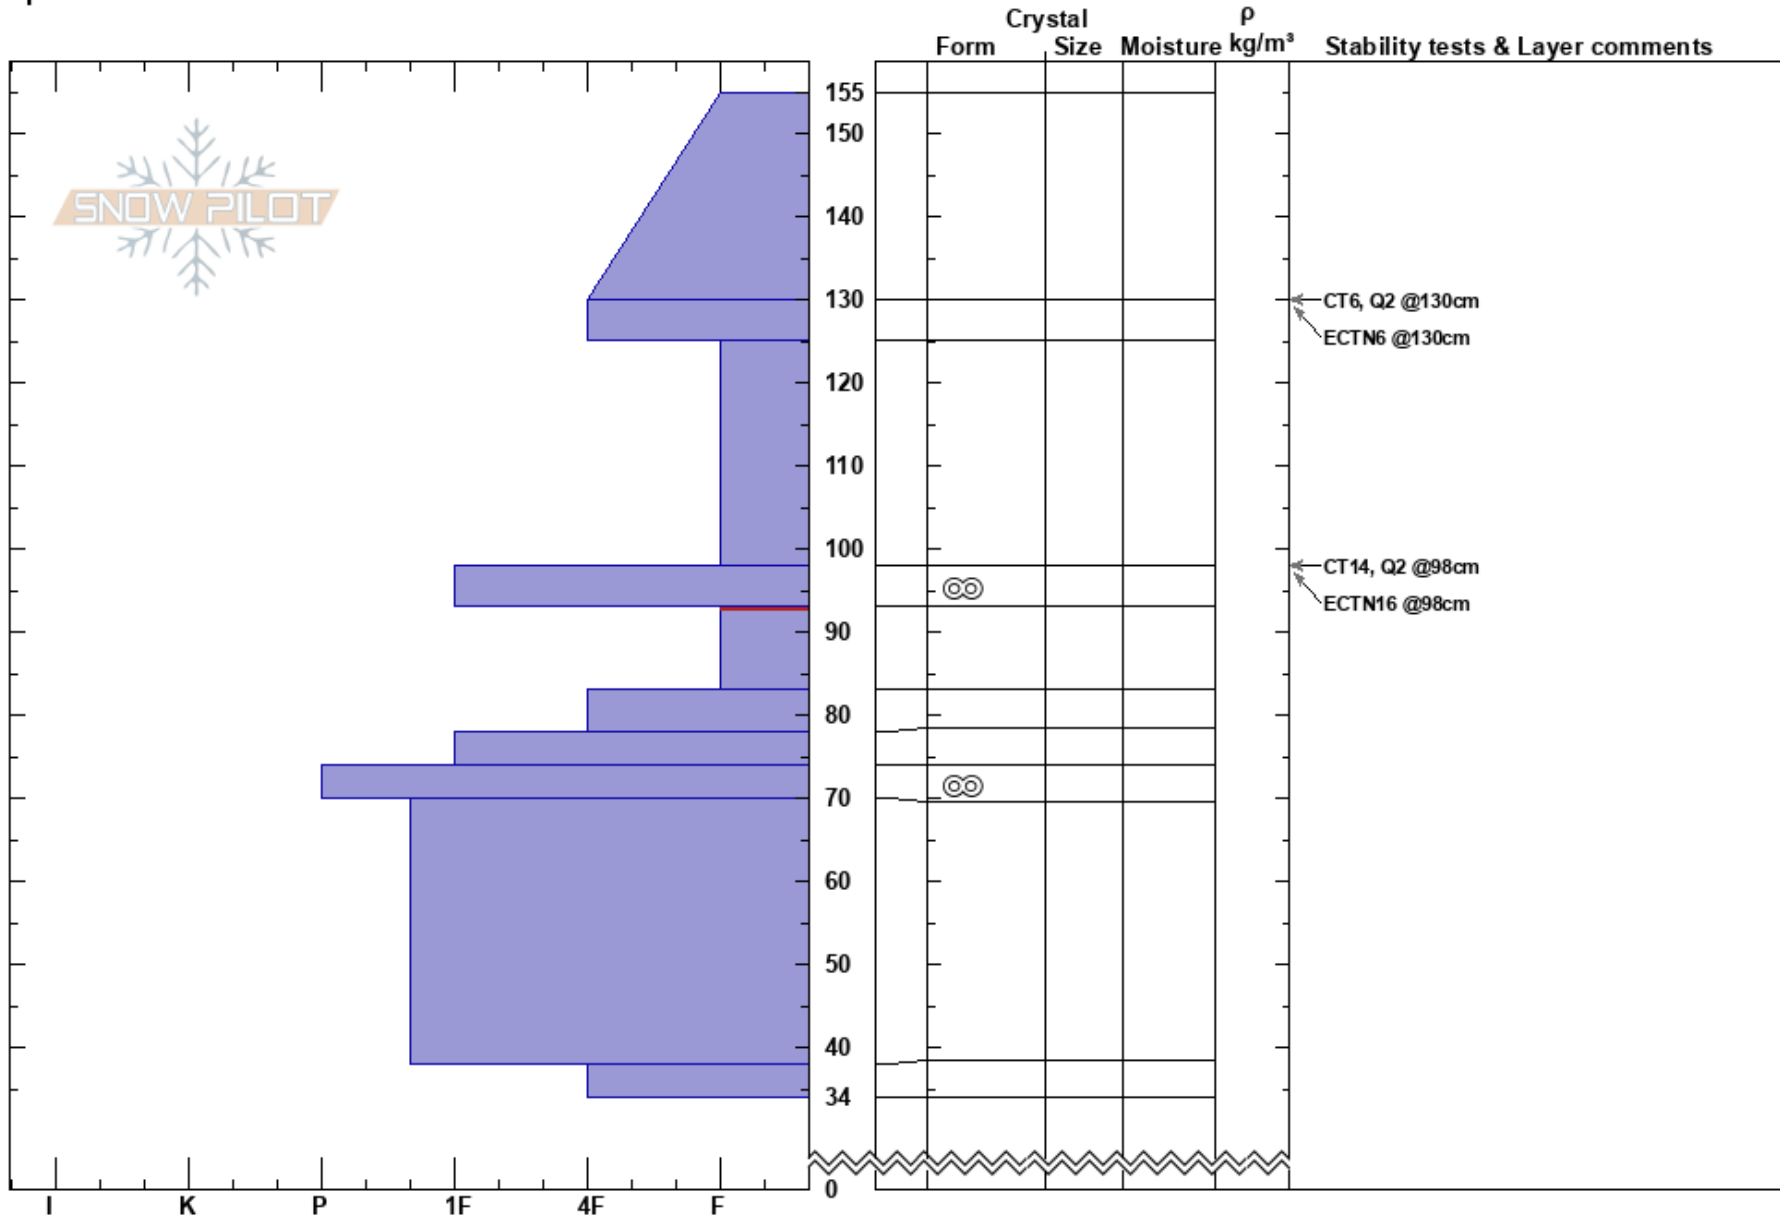 Crystal
ρ
Form Size Moisture kg/m³ Stability tests & Layer comments
155
150
SNOW PILOT
140
130
CT6, Q2 @130cm
ECTN6 @130cm
120
110
100
CT14, Q2 @98cm
ECTN16 @98cm
90
80
70
60
50
40
34
0
I K P 1F 4F F